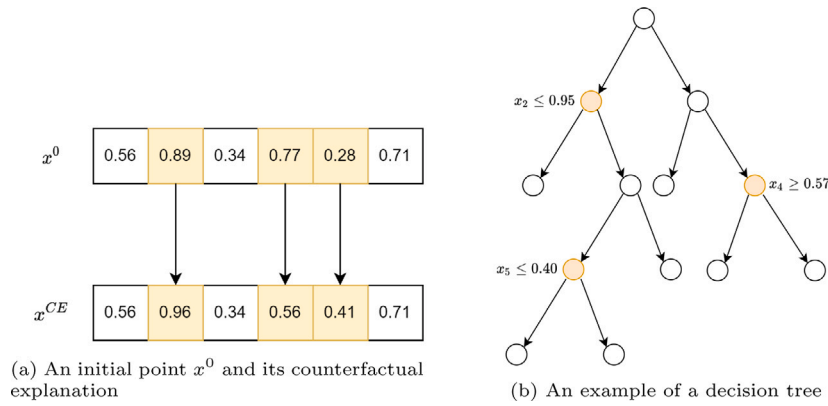 x⁰ 0.56 0.89 0.34 0.77 0.28 0.71
x^{CE} 0.56 0.96 0.34 0.56 0.41 0.71
(a) An initial point x⁰ and its counterfactual
explanation
x₂ ≤ 0.95
x₄ ≥ 0.57
x₅ ≤ 0.40
(b) An example of a decision tree